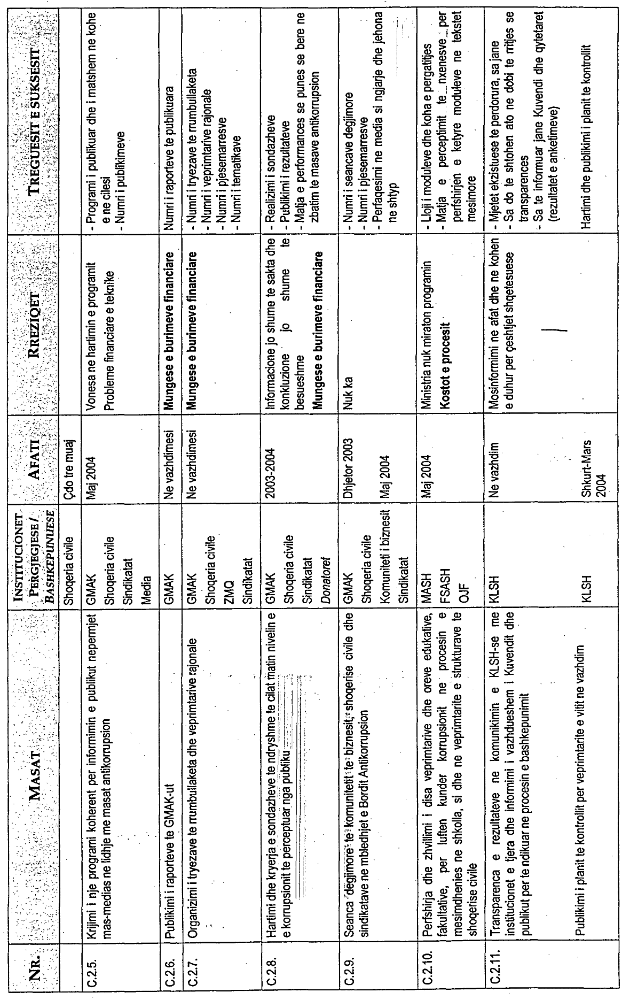 NR.
MASAT
INSTITUCIONET
PERGJEGJESE /
BASHKEPUNUESE
AFATI
RREZIQET
TREGUESIT E SUKSESIT
Shoqeria civile
Çdo tre muaj
C.2.5.
Krijimi i nje programi koherent per informimin e publikut nepermjet
mas-medias ne lidhje me masat antikorrupsion
GMAK
Shoqeria civile
Sindikatat
Media
Maj 2004
Vonesa ne hartimin e programit
Probleme financiare e teknike
- Programi i publikuar dhe i matshem ne kohe
e ne cilesi
- Numri i publikimeve
C.2.6.
Publikimi i raporteve te GMAK-ut
GMAK
Ne vazhdimesi
Mungese e burimeve financiare
Numri i raporteve te publikuara
C.2.7.
Organizimi i tryezave te rrumbullaketa dhe veprimtarive rajonale
GMAK
Shoqeria civile
ZMQ
Sindikatat
Ne vazhdimesi
Mungese e burimeve financiare
- Numri i tryezave te rrumbullaketa
- Numri i veprimtarive rajonale
- Numri i pjesemarresve
- Numri i tematikave
C.2.8.
Hartimi dhe kryerja e sondazheve te ndryshme te cilat matin nivelin e
e korrupsionit te perceptuar nga publiku
GMAK
Shoqeria civile
Sindikatat
Donatoret
2003-2004
Informacione jo shume te sakta dhe
konkluzione jo shume te
besueshme
Mungese e burimeve financiare
- Realizimi i sondazheve
- Publikimi i rezultateve
- Matja e performances se punes se bere ne
zbatim te masave antikorrupsion
C.2.9.
Seanca degjimore te komunitetit te biznesit, shoqerise civile dhe
sindikatave ne mbledhjet e Bordit Antikorrupsion
GMAK
Shoqeria civile
Komuniteti i biznesit
Sindikatat
Dhjetor 2003
Maj 2004
Nuk ka
- Numri i seancave degjimore
- Numri i pjesemarresve
- Perfaqesimi ne media si ngjarje dhe jehona
ne shtyp
C.2.10.
Perfshirja dhe zhvillimi i disa veprimtarive dhe oreve edukative,
fakultative, per luften kunder korrupsionit ne procesin e
mesimdhenies ne shkolla, si dhe ne veprimtarite e strukturave te
shoqerise civile
MASH
FSASH
OJF
Maj 2004
Ministria nuk miraton programin
Kostot e procesit
- Lloji i moduleve dhe koha e pergatitjes
- Matja e perceptimit te nxenesve per
perfshirjen e ketyre moduleve ne tekstet
mesimore
C.2.11.
Transparenca e rezultateve ne komunikimin e KLSH-se me
institucionet e tjera dhe informimi i vazhdueshem i Kuvendit dhe
publikut per te ndikuar ne procesin e bashkepunimit
KLSH
Ne vazhdim
Mosinformimi ne afat dhe ne kohen
e duhur per çeshtjet shqetesuese
- Mjetet ekzistuese te perdorura, sa jane
- Sa do te shtohen ato ne dobi te rritjes se
transparences
- Sa te informuar jane Kuvendi dhe qytetaret
(rezultatet e anketimeve)
Publikimi i planit te kontrollit per veprimtarite e vitit ne vazhdim
KLSH
Shkurt-Mars
2004
Hartimi dhe publikimi i planit te kontrollit